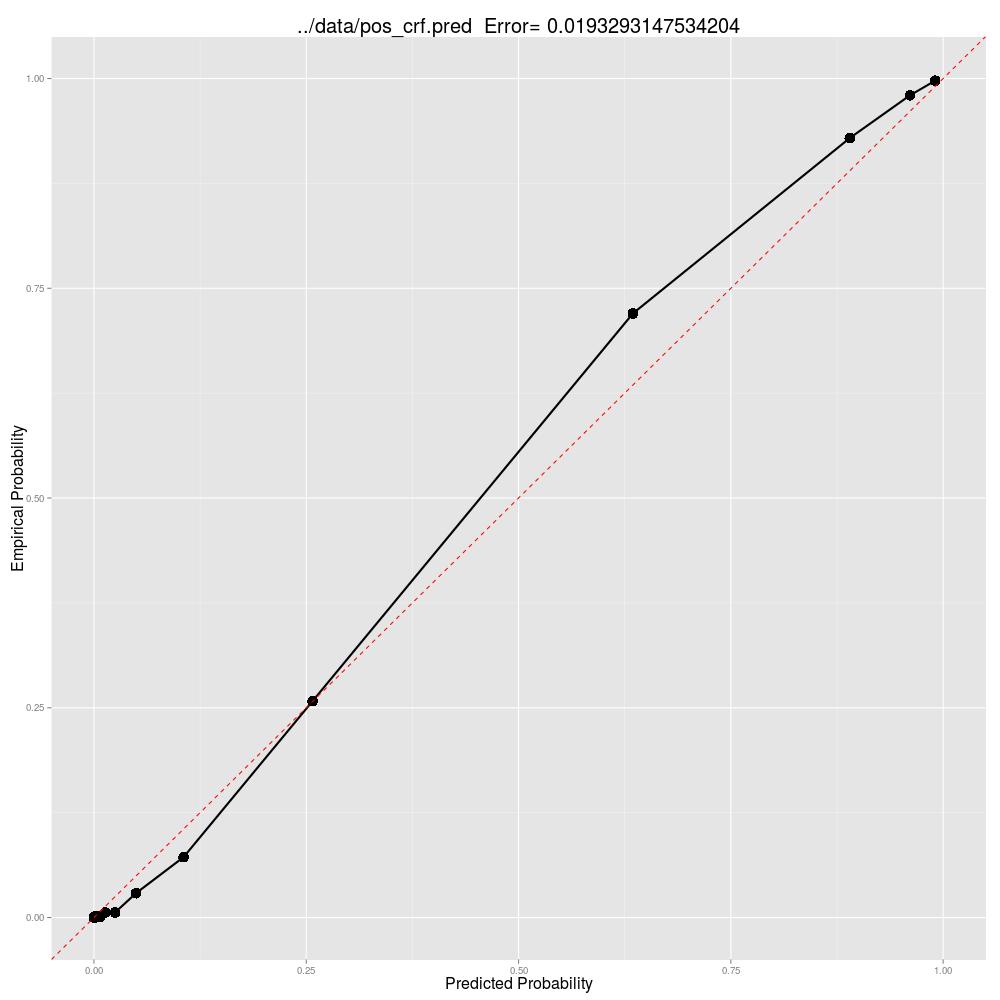 ../data/pos_crf.pred  Error= 0.0193293147534204
Empirical Probability
1.00
0.75
0.50
0.25
0.00
0.00 0.25 0.50 0.75 1.00
Predicted Probability